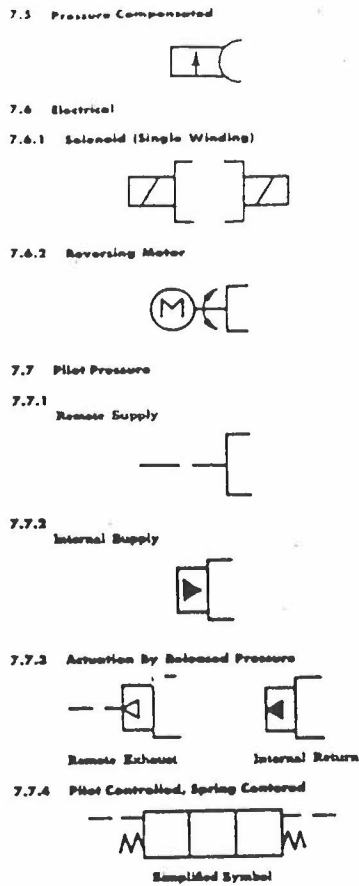 7.5 Pressure Compensated
7.6 Electrical
7.6.1 Solenoid (Single Winding)
7.6.2 Reversing Motor
M
7.7 Pilot Pressure
7.7.1
Remote Supply
7.7.2
Internal Supply
7.7.3 Actuation By Released Pressure
Remote Exhaust Internal Return
7.7.4 Pilot Controlled, Spring Centered
Simplified Symbol